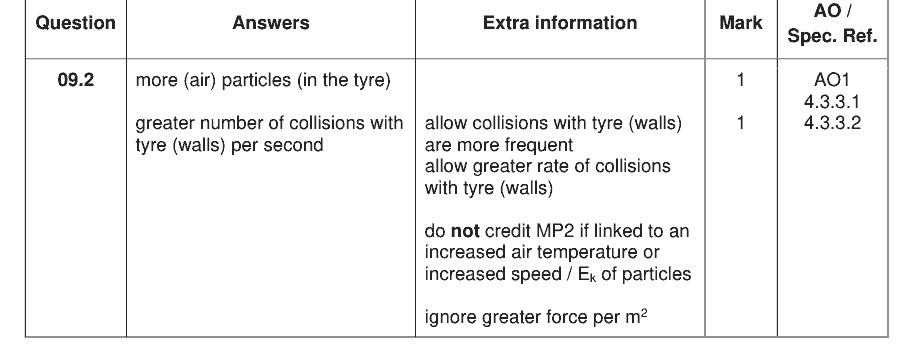 Question Answers Extra information Mark AO /
Spec. Ref.
09.2 more (air) particles (in the tyre) 1 AO1
4.3.3.1
greater number of collisions with allow collisions with tyre (walls) 1 4.3.3.2
tyre (walls) per second are more frequent
allow greater rate of collisions
with tyre (walls)
do not credit MP2 if linked to an
increased air temperature or
increased speed / Eₖ of particles
ignore greater force per m²